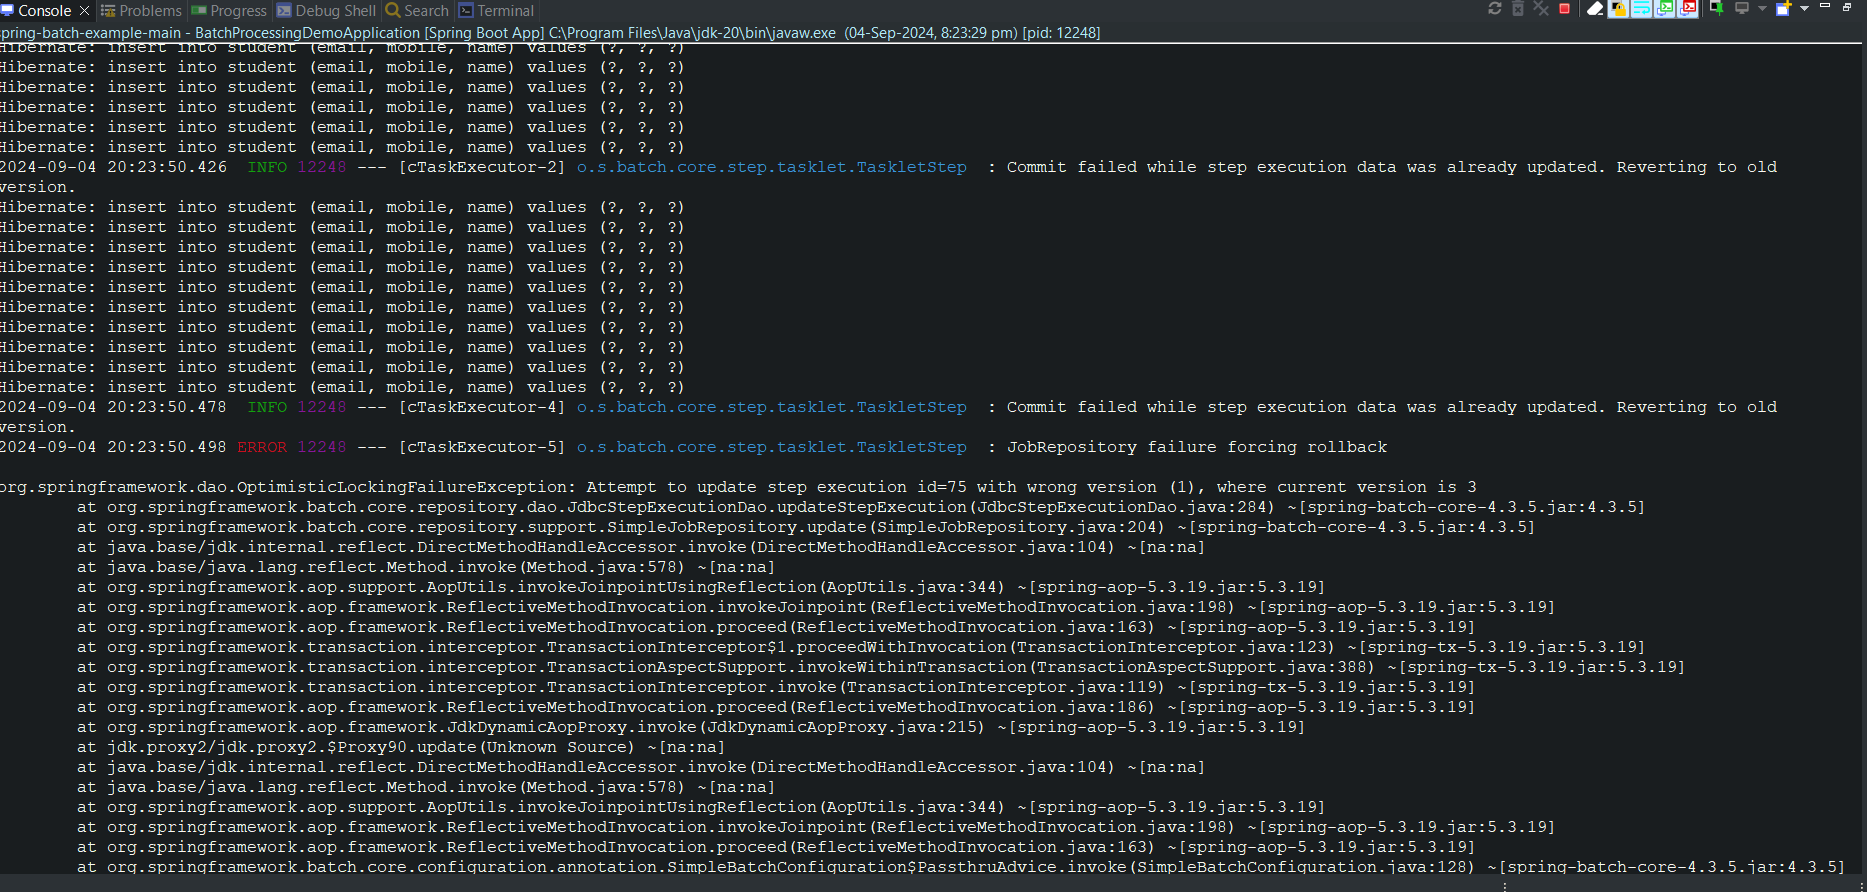 Console Problems Progress Debug Shell Search Terminal
spring-batch-example-main - BatchProcessingDemoApplication [Spring Boot App] C:\Program Files\Java\jdk-20\bin\javaw.exe (04-Sep-2024, 8:23:29 pm) [pid: 12248]
Hibernate: insert into student (email, mobile, name) values (?, ?, ?)
Hibernate: insert into student (email, mobile, name) values (?, ?, ?)
Hibernate: insert into student (email, mobile, name) values (?, ?, ?)
Hibernate: insert into student (email, mobile, name) values (?, ?, ?)
Hibernate: insert into student (email, mobile, name) values (?, ?, ?)
Hibernate: insert into student (email, mobile, name) values (?, ?, ?)
2024-09-04 20:23:50.426  INFO 12248 --- [cTaskExecutor-2] o.s.batch.core.step.tasklet.TaskletStep  : Commit failed while step execution data was already updated. Reverting to old
version.
Hibernate: insert into student (email, mobile, name) values (?, ?, ?)
Hibernate: insert into student (email, mobile, name) values (?, ?, ?)
Hibernate: insert into student (email, mobile, name) values (?, ?, ?)
Hibernate: insert into student (email, mobile, name) values (?, ?, ?)
Hibernate: insert into student (email, mobile, name) values (?, ?, ?)
Hibernate: insert into student (email, mobile, name) values (?, ?, ?)
Hibernate: insert into student (email, mobile, name) values (?, ?, ?)
Hibernate: insert into student (email, mobile, name) values (?, ?, ?)
Hibernate: insert into student (email, mobile, name) values (?, ?, ?)
Hibernate: insert into student (email, mobile, name) values (?, ?, ?)
2024-09-04 20:23:50.478  INFO 12248 --- [cTaskExecutor-4] o.s.batch.core.step.tasklet.TaskletStep  : Commit failed while step execution data was already updated. Reverting to old
version.
2024-09-04 20:23:50.498 ERROR 12248 --- [cTaskExecutor-5] o.s.batch.core.step.tasklet.TaskletStep  : JobRepository failure forcing rollback
org.springframework.dao.OptimisticLockingFailureException: Attempt to update step execution id=75 with wrong version (1), where current version is 3
at org.springframework.batch.core.repository.dao.JdbcStepExecutionDao.updateStepExecution(JdbcStepExecutionDao.java:284) ~[spring-batch-core-4.3.5.jar:4.3.5]
at org.springframework.batch.core.repository.support.SimpleJobRepository.update(SimpleJobRepository.java:204) ~[spring-batch-core-4.3.5.jar:4.3.5]
at java.base/jdk.internal.reflect.DirectMethodHandleAccessor.invoke(DirectMethodHandleAccessor.java:104) ~[na:na]
at java.base/java.lang.reflect.Method.invoke(Method.java:578) ~[na:na]
at org.springframework.aop.support.AopUtils.invokeJoinpointUsingReflection(AopUtils.java:344) ~[spring-aop-5.3.19.jar:5.3.19]
at org.springframework.aop.framework.ReflectiveMethodInvocation.invokeJoinpoint(ReflectiveMethodInvocation.java:198) ~[spring-aop-5.3.19.jar:5.3.19]
at org.springframework.aop.framework.ReflectiveMethodInvocation.proceed(ReflectiveMethodInvocation.java:163) ~[spring-aop-5.3.19.jar:5.3.19]
at org.springframework.transaction.interceptor.TransactionInterceptor$1.proceedWithInvocation(TransactionInterceptor.java:123) ~[spring-tx-5.3.19.jar:5.3.19]
at org.springframework.transaction.interceptor.TransactionAspectSupport.invokeWithinTransaction(TransactionAspectSupport.java:388) ~[spring-tx-5.3.19.jar:5.3.19]
at org.springframework.transaction.interceptor.TransactionInterceptor.invoke(TransactionInterceptor.java:119) ~[spring-tx-5.3.19.jar:5.3.19]
at org.springframework.aop.framework.ReflectiveMethodInvocation.proceed(ReflectiveMethodInvocation.java:186) ~[spring-aop-5.3.19.jar:5.3.19]
at org.springframework.aop.framework.JdkDynamicAopProxy.invoke(JdkDynamicAopProxy.java:215) ~[spring-aop-5.3.19.jar:5.3.19]
at jdk.proxy2/jdk.proxy2.$Proxy90.update(Unknown Source) ~[na:na]
at java.base/jdk.internal.reflect.DirectMethodHandleAccessor.invoke(DirectMethodHandleAccessor.java:104) ~[na:na]
at java.base/java.lang.reflect.Method.invoke(Method.java:578) ~[na:na]
at org.springframework.aop.support.AopUtils.invokeJoinpointUsingReflection(AopUtils.java:344) ~[spring-aop-5.3.19.jar:5.3.19]
at org.springframework.aop.framework.ReflectiveMethodInvocation.invokeJoinpoint(ReflectiveMethodInvocation.java:198) ~[spring-aop-5.3.19.jar:5.3.19]
at org.springframework.aop.framework.ReflectiveMethodInvocation.proceed(ReflectiveMethodInvocation.java:163) ~[spring-aop-5.3.19.jar:5.3.19]
at org.springframework.batch.core.configuration.annotation.SimpleBatchConfiguration$PassthruAdvice.invoke(SimpleBatchConfiguration.java:128) ~[spring-batch-core-4.3.5.jar:4.3.5]